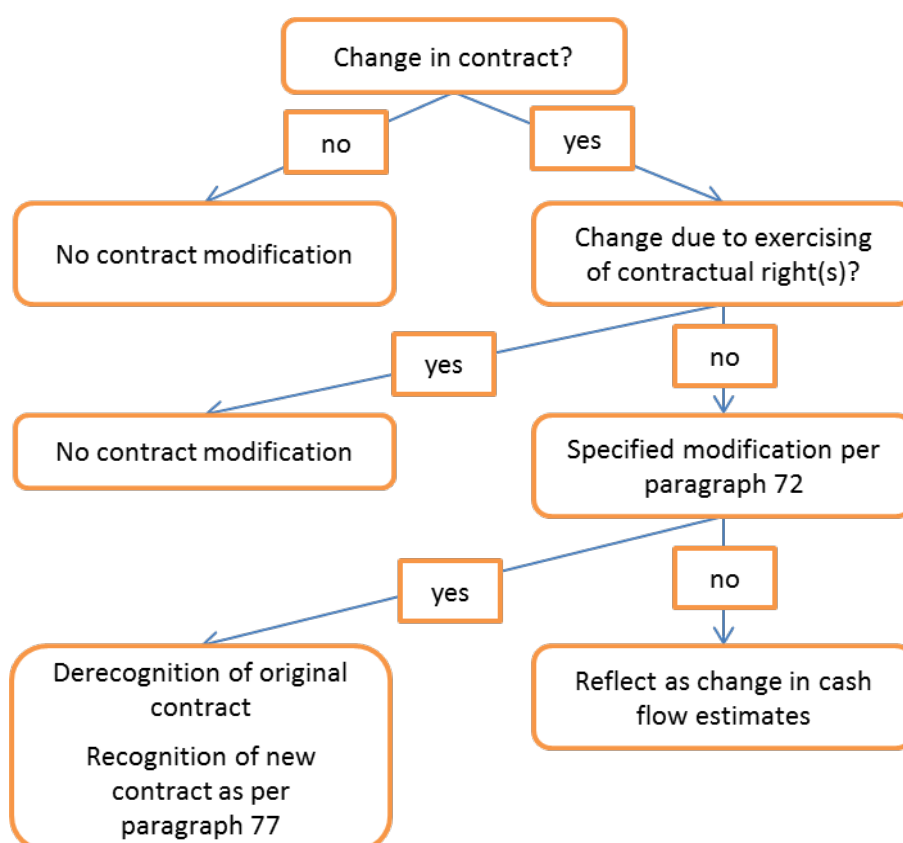 Change in contract?
no
yes
No contract modification
Change due to exercising
of contractual right(s)?
yes
no
No contract modification
Specified modification per
paragraph 72
yes
no
Derecognition of original
contract
Recognition of new
contract as per
paragraph 77
Reflect as change in cash
flow estimates